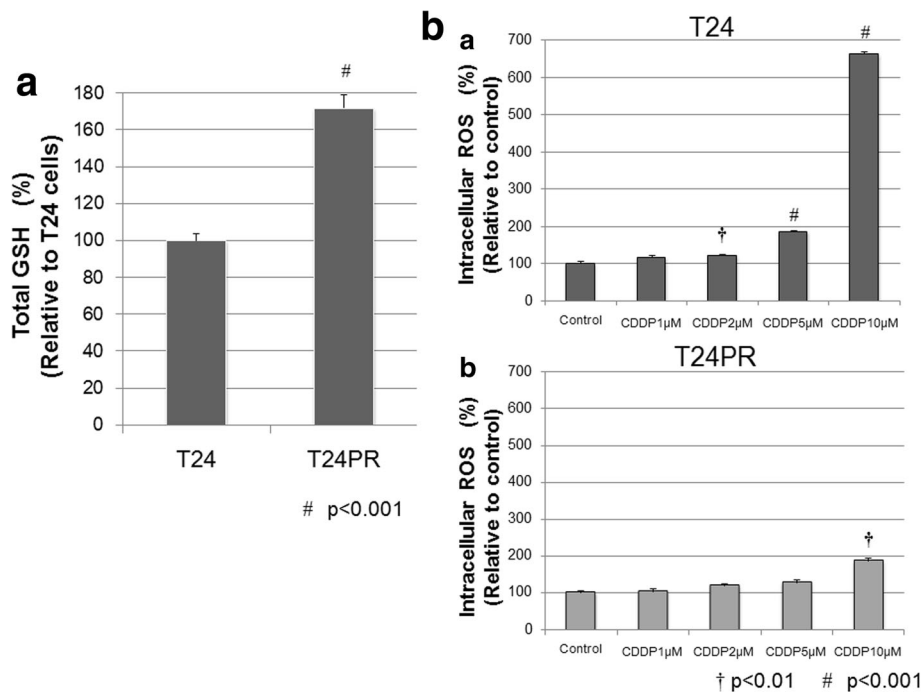 a
Total GSH (%)
(Relative to T24 cells)
180
160
140
120
100
80
60
40
20
0
#
T24
T24PR
# p<0.001
b
a
T24
Intracellular ROS (%)
(Relative to control)
700
600
500
400
300
200
100
0
†
#
#
Control
CDDP1µM
CDDP2µM
CDDP5µM
CDDP10µM
b
T24PR
Intracellular ROS (%)
(Relative to control)
700
600
500
400
300
200
100
0
†
Control
CDDP1µM
CDDP2µM
CDDP5µM
CDDP10µM
† p<0.01 # p<0.001